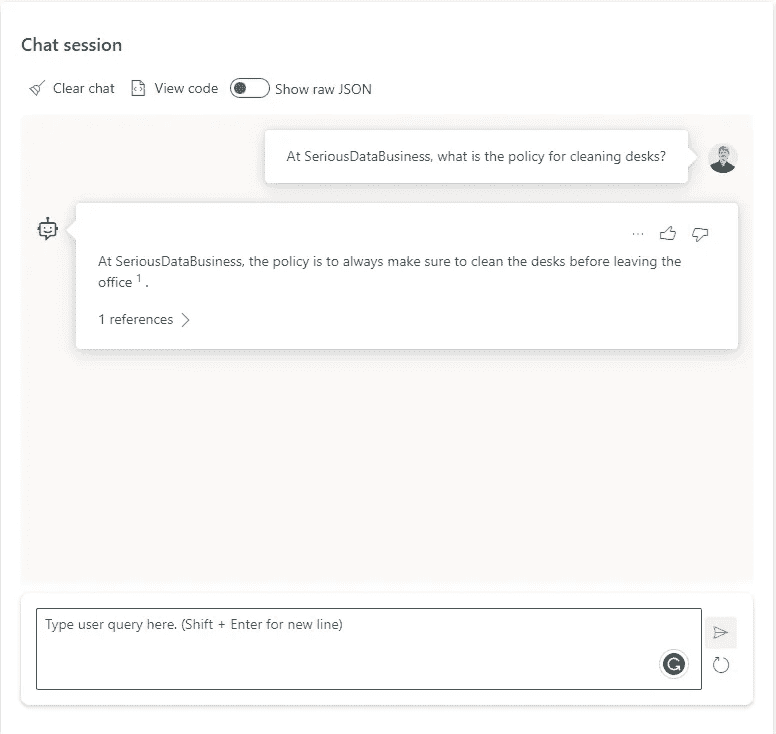 Chat session
Clear chat View code Show raw JSON
At SeriousDataBusiness, what is the policy for cleaning desks?
...
At SeriousDataBusiness, the policy is to always make sure to clean the desks before leaving the
office 1 .
1 references
Type user query here. (Shift + Enter for new line)
G